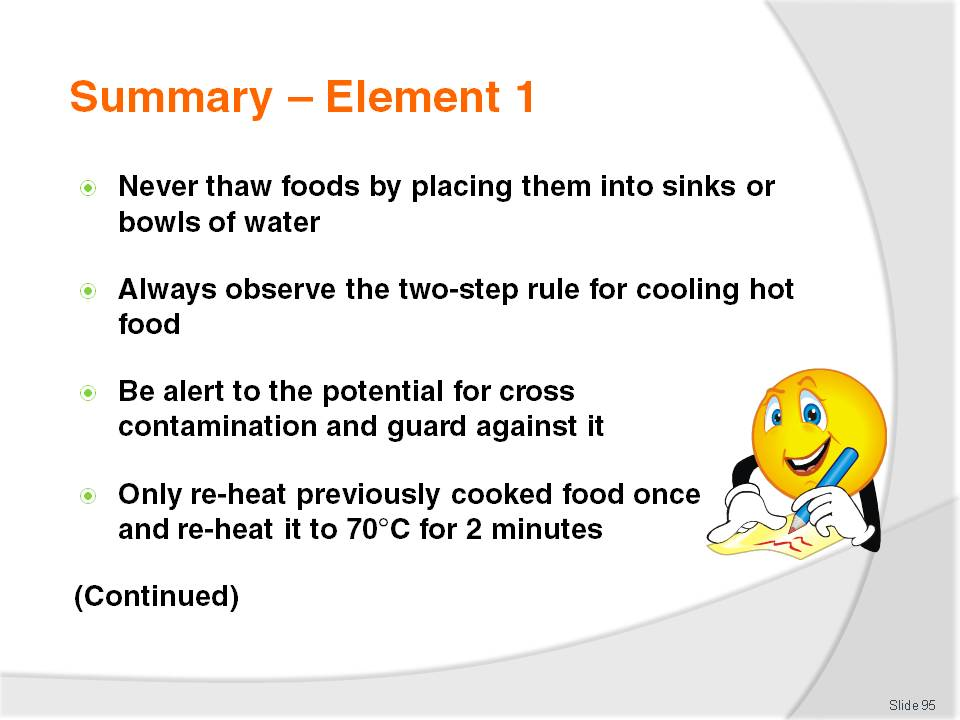 Summary – Element 1
Never thaw foods by placing them into sinks or
bowls of water
Always observe the two-step rule for cooling hot
food
Be alert to the potential for cross
contamination and guard against it
Only re-heat previously cooked food once
and re-heat it to 70°C for 2 minutes
(Continued)
Slide 95